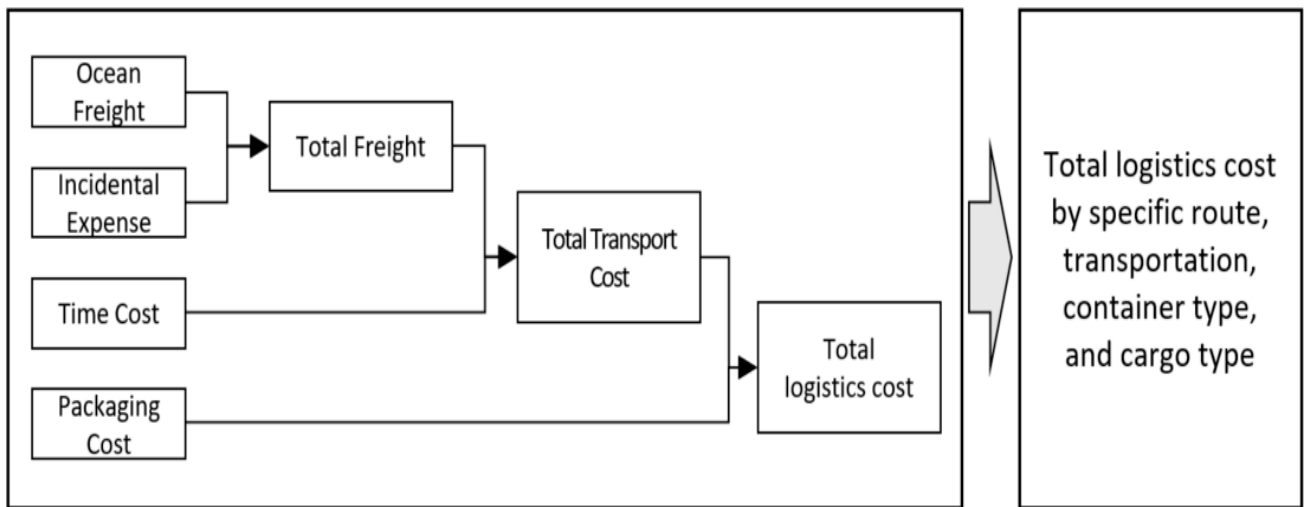 Ocean
Freight
Incidental
Expense
Time Cost
Packaging
Cost
Total Freight
Total Transport
Cost
Total
logistics cost
Total logistics cost
by specific route,
transportation,
container type,
and cargo type